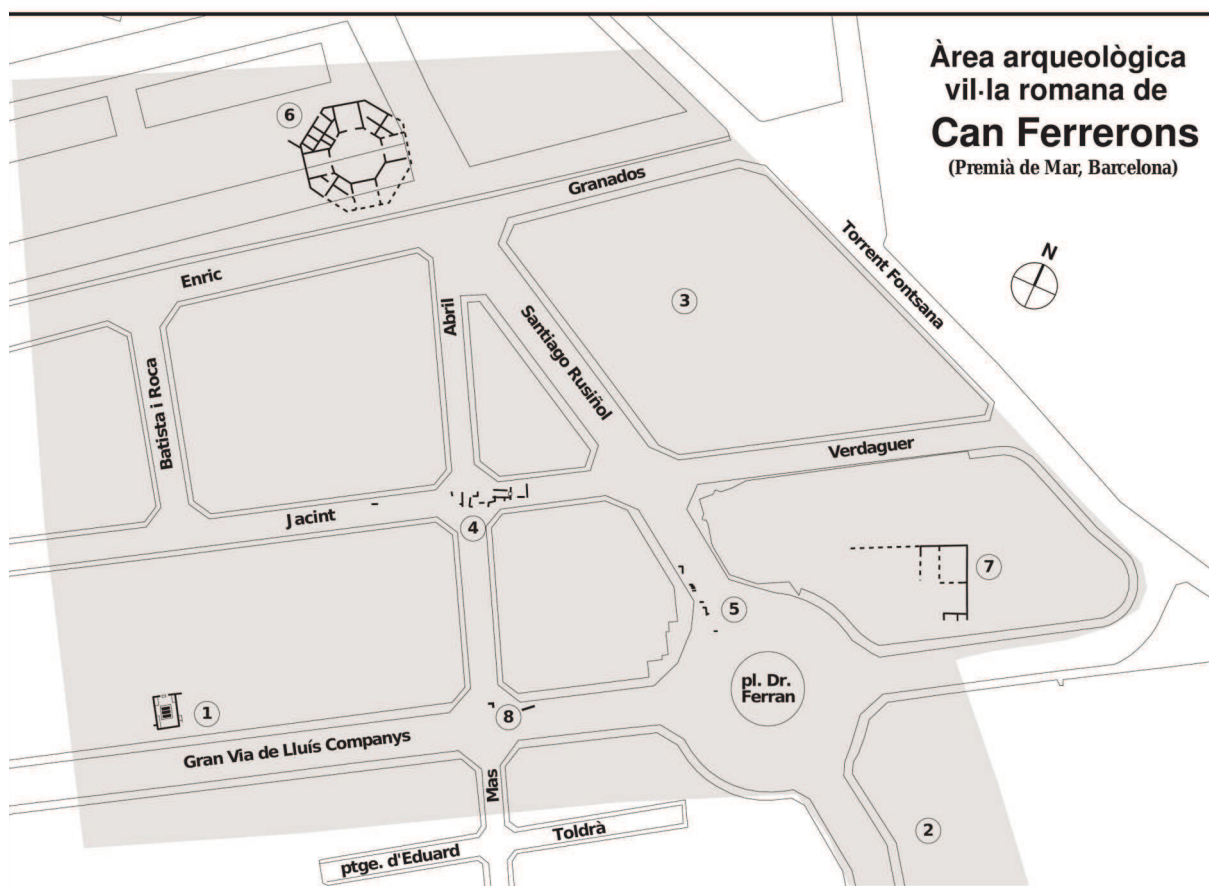 Àrea arqueològica
vil·la romana de
Can Ferrerons
(Premià de Mar, Barcelona)
6
Granados
N
Torrent Fontsana
Enric
3
Abril
Santiago Rusiñol
Batista i Roca
Verdaguer
Jacint
4
7
5
pl. Dr.
Ferran
1
8
Gran Via de Lluís Companys
Mas
2
Toldrà
ptge. d'Eduard